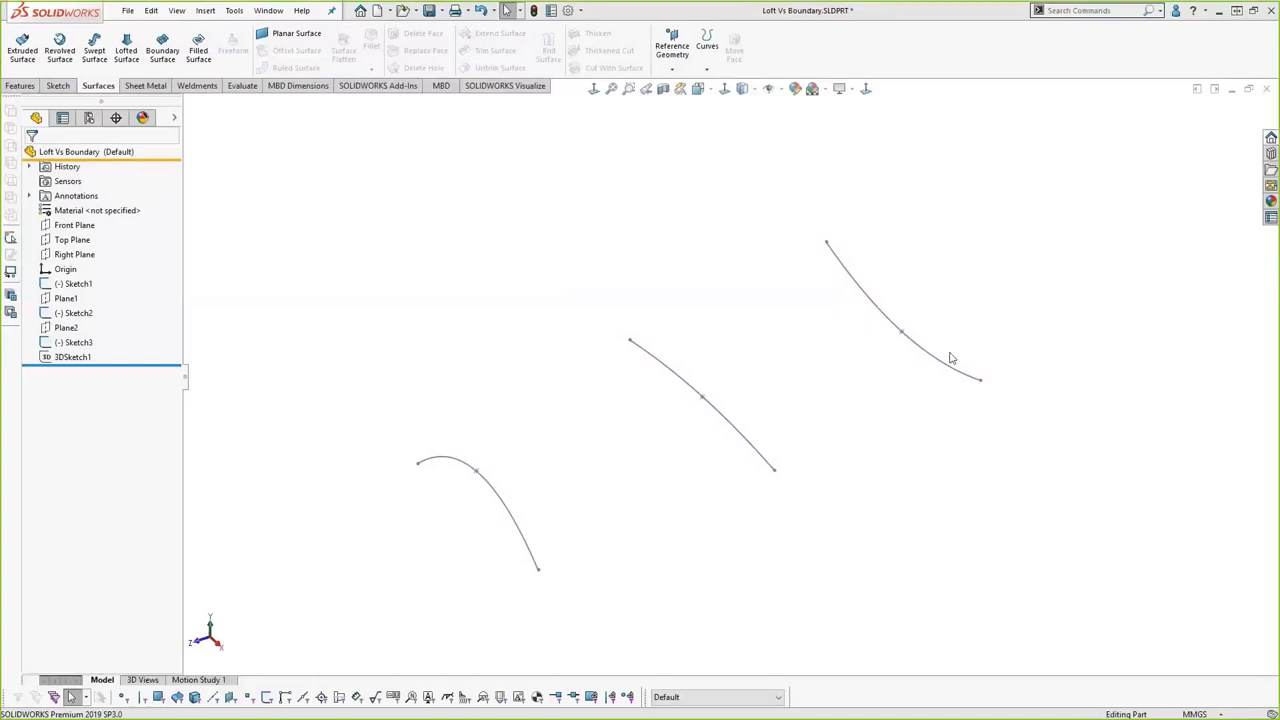 SOLIDWORKS File Edit View Insert Tools Window Help Loft Vs Boundary.SLDPRT * Search Commands
Extruded Surface Revolved Surface Swept Surface Lofted Surface Boundary Surface Filled Surface Freeform
Planar Surface Offset Surface Ruled Surface Surface Flatten Fillet
Delete Face Replace Face Delete Hole
Extend Surface Trim Surface Untrim Surface Knit Surface
Thicken Thickened Cut Cut With Surface
Reference Geometry Curves Move Face
Features Sketch Surfaces Sheet Metal Weldments Evaluate MBD Dimensions SOLIDWORKS Add-Ins MBD SOLIDWORKS Visualize
Loft Vs Boundary (Default)
History
Sensors
Annotations
Material <not specified>
Front Plane
Top Plane
Right Plane
Origin
(-) Sketch1
Plane1
(-) Sketch2
Plane2
(-) Sketch3
3D 3DSketch1
Y
Z X
Model 3D Views Motion Study 1
Default
SOLIDWORKS Premium 2019 SP3.0 Editing Part MMGS